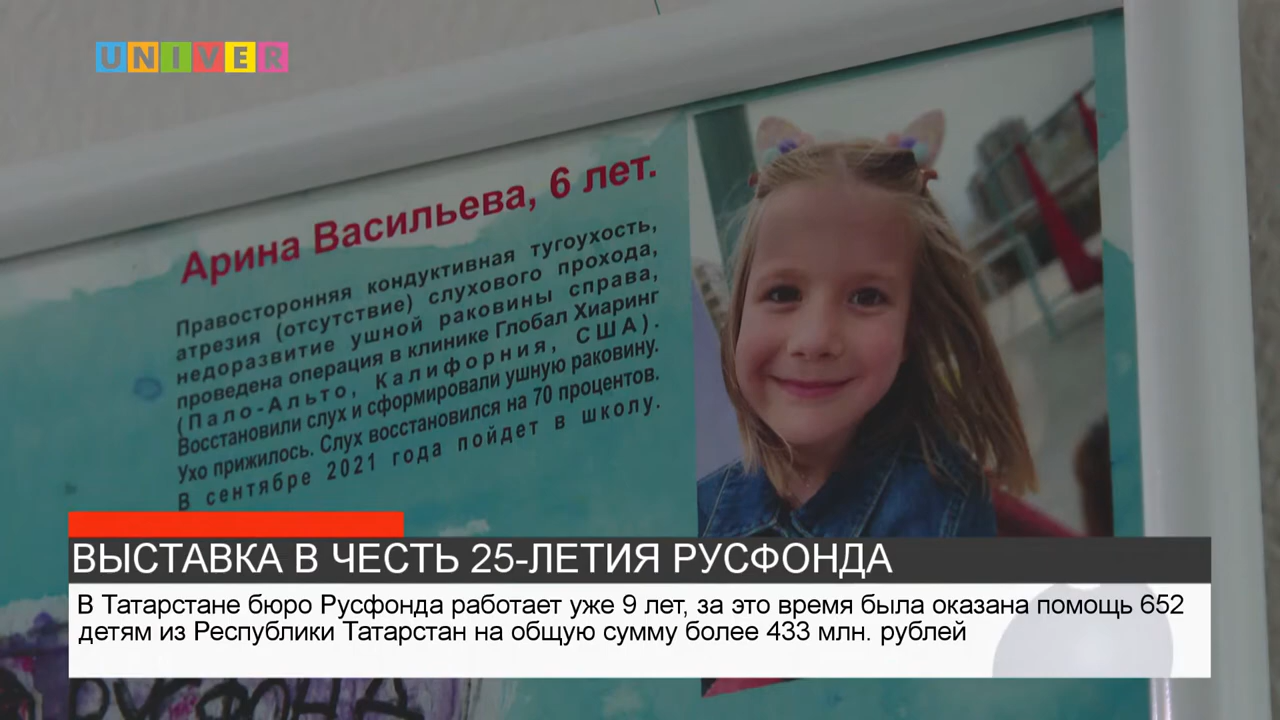 UNIVER
Арина Васильева, 6 лет.
Правосторонняя кондуктивная тугоухость,
атрезия (отсутствие) слухового прохода,
недоразвитие ушной раковины справа,
проведена операция в клинике Глобал Хиаринг
(Пало-Альто, Калифорния, США).
Восстановили слух и сформировали ушную раковину.
Ухо прижилось. Слух восстановился на 70 процентов.
В сентябре 2021 года пойдет в школу.
ВЫСТАВКА В ЧЕСТЬ 25-ЛЕТИЯ РУСФОНДА
В Татарстане бюро Русфонда работает уже 9 лет, за это время была оказана помощь 652
детям из Республики Татарстан на общую сумму более 433 млн. рублей
РУСФОНД